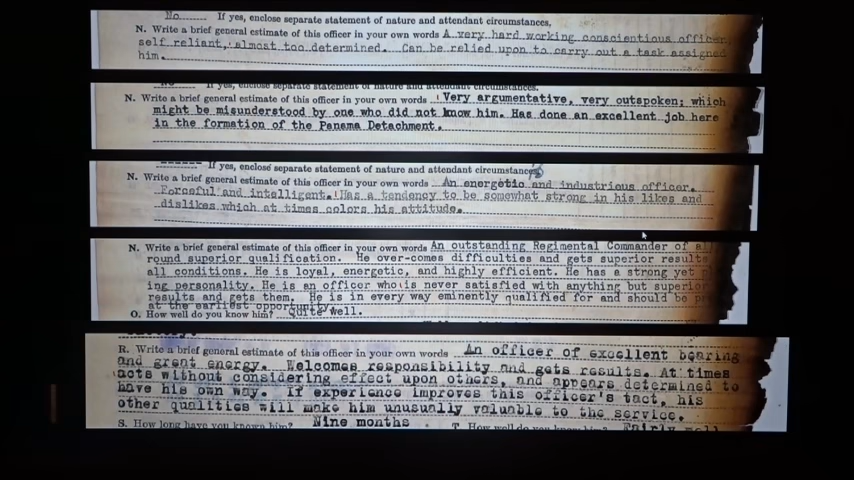 No
If yes, enclose separate statement of nature and attendant circumstances.
N. Write a brief general estimate of this officer in your own words A very hard working conscientious officer,
self reliant, almost too determined. Can be relied upon to carry out a task assigned
him.
If yes, enclose separate statement of nature and attendant circumstances.
N. Write a brief general estimate of this officer in your own words Very argumentative, very outspoken; which
might be misunderstood by one who did not know him. Has done an excellent job here
in the formation of the Panama Detachment.
If yes, enclose separate statement of nature and attendant circumstances
N. Write a brief general estimate of this officer in your own words An energetic and industrious officer.
Forceful and intelligent. Has a tendency to be somewhat strong in his likes and
dislikes which at times colors his attitude.
N. Write a brief general estimate of this officer in your own words An outstanding Regimental Commander of
round superior qualification. He over-comes difficulties and gets superior results
all conditions. He is loyal, energetic, and highly efficient. He has a strong yet
ing personality. He is an officer who is never satisfied with anything but superior
results and gets them. He is in every way eminently qualified for and should be
at the earliest opportunity.
O. How well do you know him? Quite well.
R. Write a brief general estimate of this officer in your own words An officer of excellent bearing
and great energy. Welcomes responsibility and gets results. At times
acts without considering effect upon others, and appears determined to
have his own way. If experience improves this officer's tact, his
other qualities will make him unusually valuable to the service.
S. How long have you known him? Nine months T. How well do you know him? Fairly well